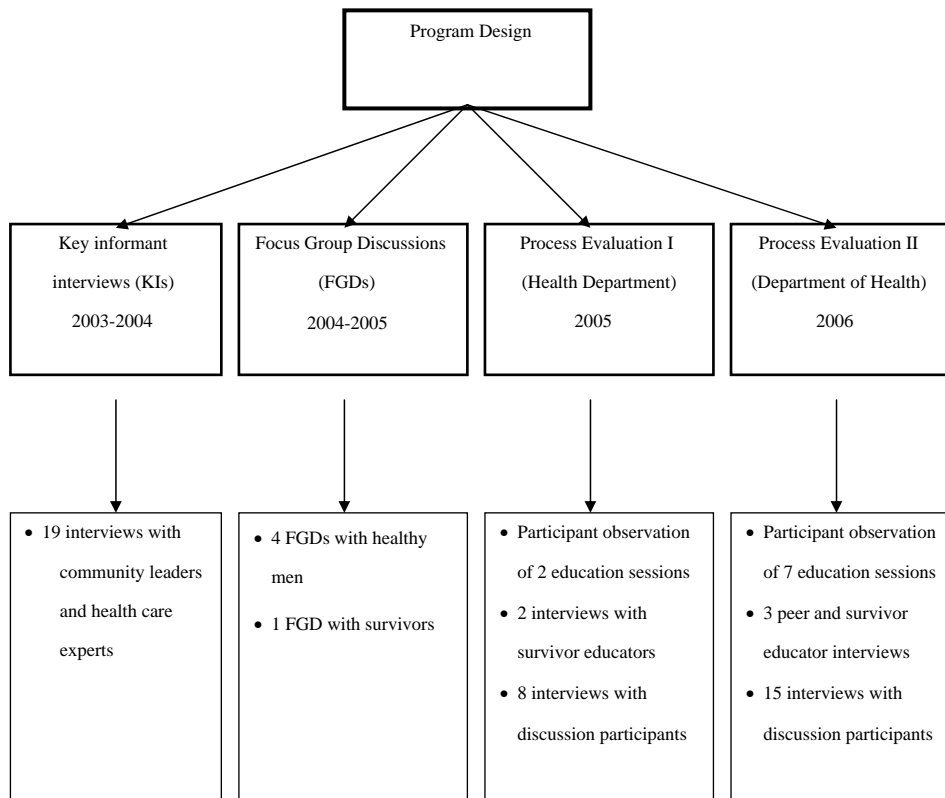 Program Design
Key informant
interviews (KIs)
2003-2004
Focus Group Discussions
(FGDs)
2004-2005
Process Evaluation I
(Health Department)
2005
Process Evaluation II
(Department of Health)
2006
• 19 interviews with
community leaders
and health care
experts
• 4 FGDs with healthy
men
• 1 FGD with survivors
• Participant observation
of 2 education sessions
• 2 interviews with
survivor educators
• 8 interviews with
discussion participants
• Participant observation
of 7 education sessions
• 3 peer and survivor
educator interviews
• 15 interviews with
discussion participants